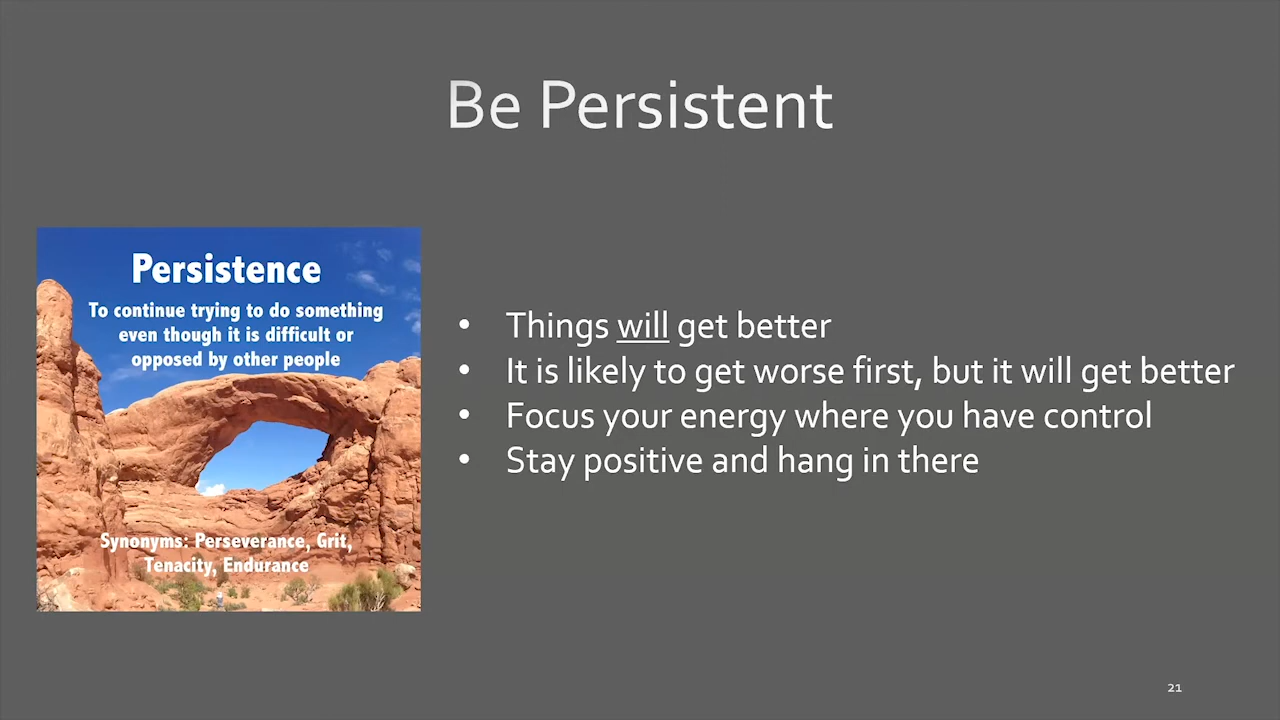 Be Persistent
Persistence
To continue trying to do something
even though it is difficult or
opposed by other people
Synonyms: Perseverance, Grit,
Tenacity, Endurance
• Things will get better
• It is likely to get worse first, but it will get better
• Focus your energy where you have control
• Stay positive and hang in there
21